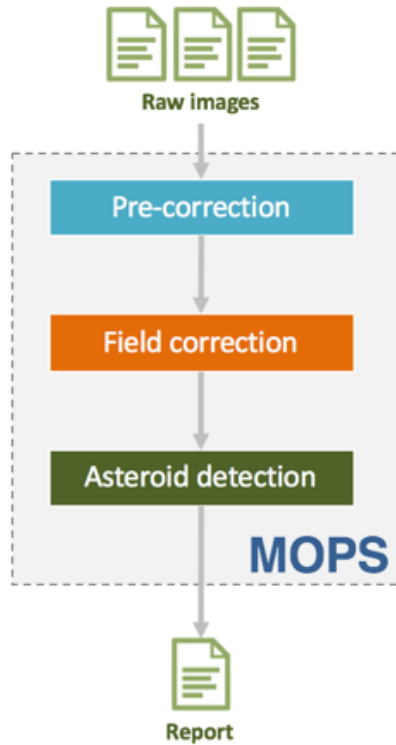 Raw images
Pre-correction
Field correction
Asteroid detection
MOPS
Report